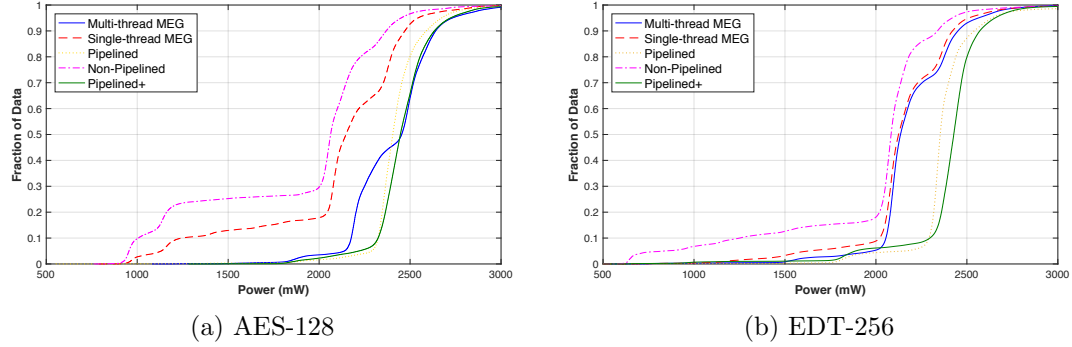 Multi-thread MEG
Single-thread MEG
Pipelined
Non-Pipelined
Pipelined+
Fraction of Data
1
0.9
0.8
0.7
0.6
0.5
0.4
0.3
0.2
0.1
0
500 1000 1500 2000 2500 3000
Power (mW)
(a) AES-128
Multi-thread MEG
Single-thread MEG
Pipelined
Non-Pipelined
Pipelined+
Fraction of Data
1
0.9
0.8
0.7
0.6
0.5
0.4
0.3
0.2
0.1
0
500 1000 1500 2000 2500 3000
Power (mW)
(b) EDT-256